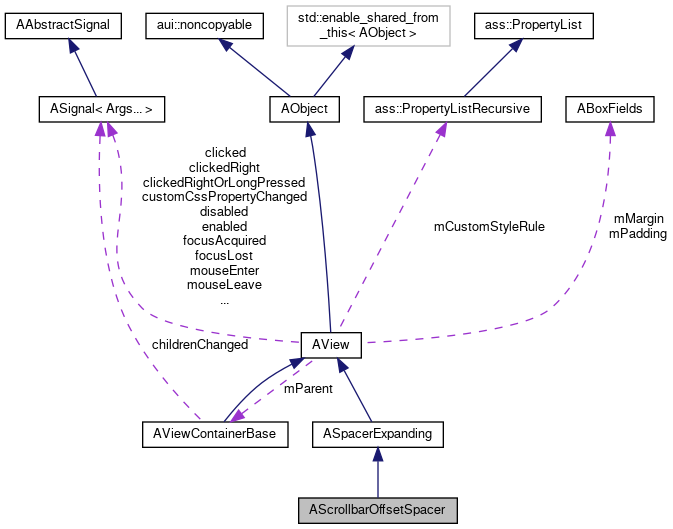 AAbstractSignal
aui::noncopyable
std::enable_shared_from
_this< AObject >
ass::PropertyList
ASignal< Args... >
AObject
ass::PropertyListRecursive
ABoxFields
clicked
clickedRight
clickedRightOrLongPressed
customCssPropertyChanged
disabled
enabled
focusAcquired
focusLost
mouseEnter
mouseLeave
...
mCustomStyleRule
mMargin
mPadding
childrenChanged
AView
mParent
AViewContainerBase
ASpacerExpanding
AScrollbarOffsetSpacer